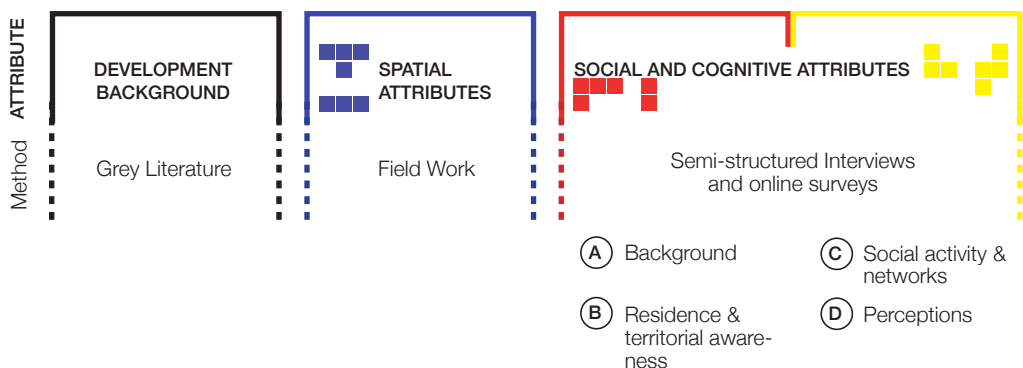 ATTRIBUTE
DEVELOPMENT
BACKGROUND
SPATIAL
ATTRIBUTES
SOCIAL AND COGNITIVE ATTRIBUTES
Method
Grey Literature
Field Work
Semi-structured Interviews
and online surveys
A Background
B Residence &
territorial aware-
ness
C Social activity &
networks
D Perceptions